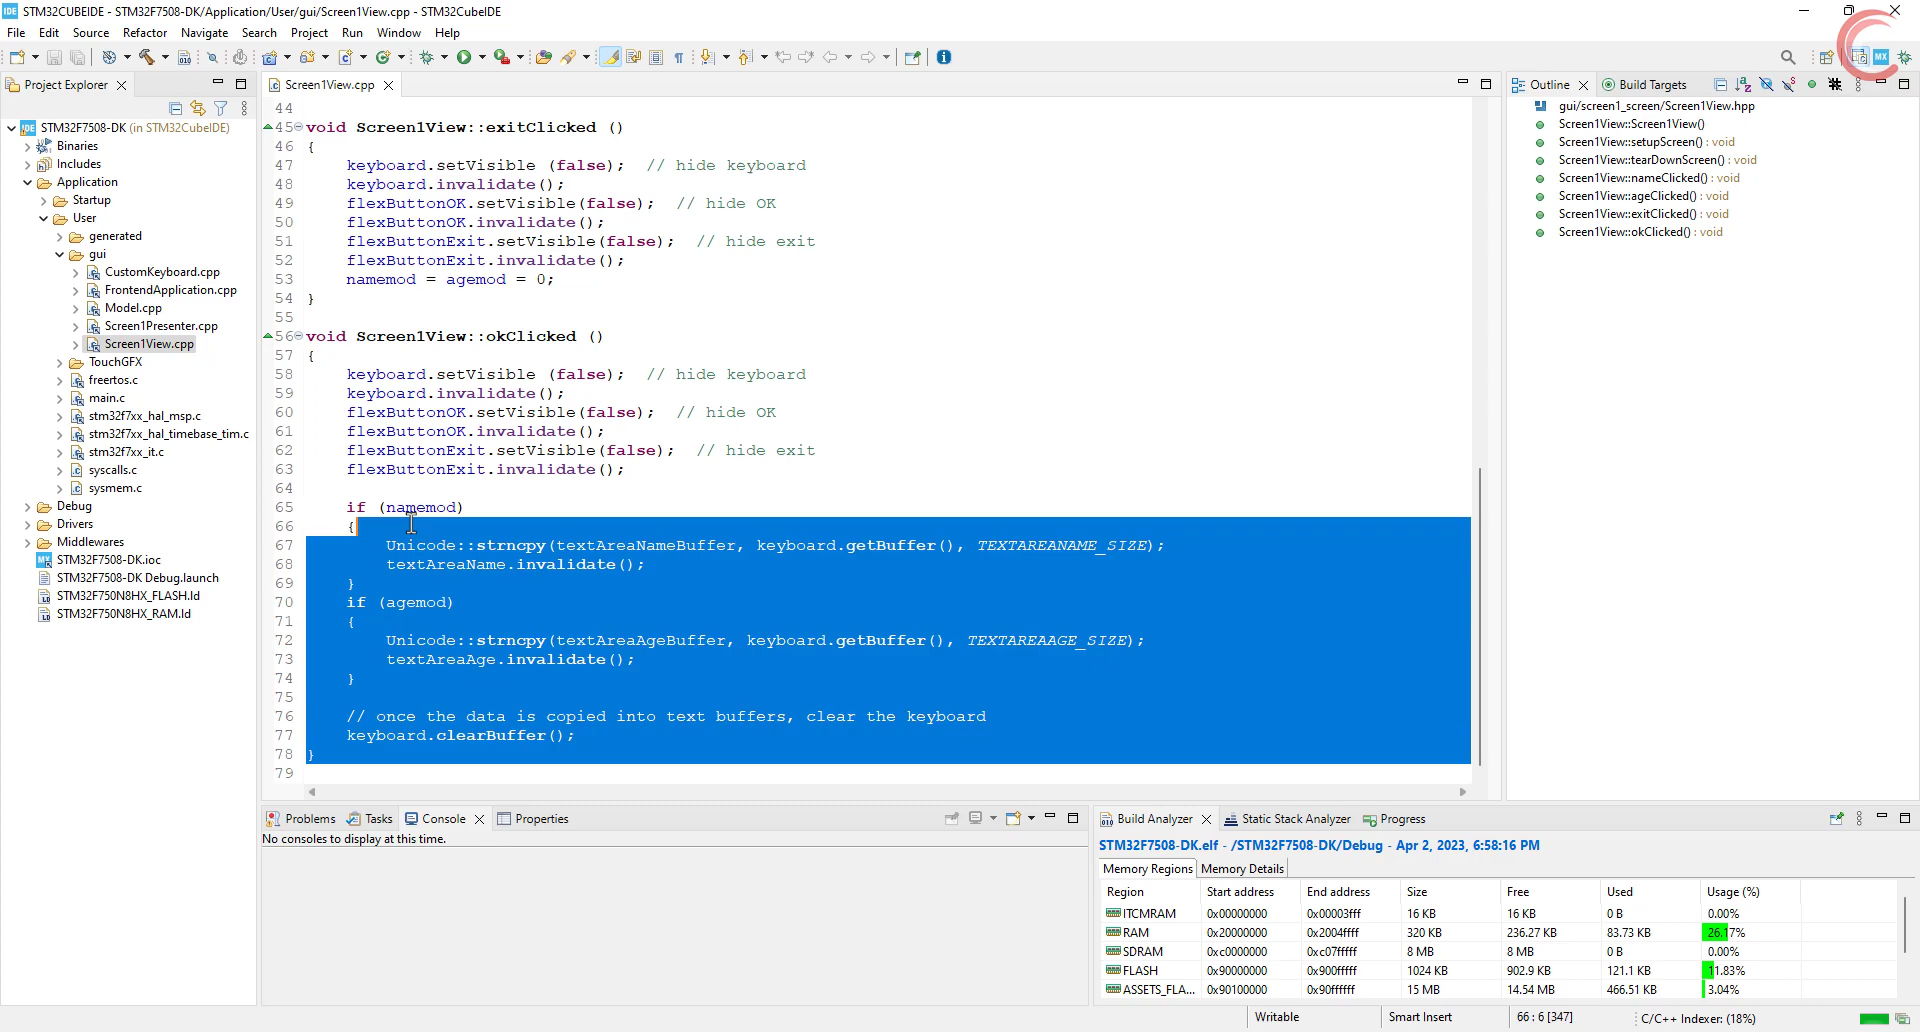 STM32CUBEIDE - STM32F7508-DK/Application/User/gui/Screen1View.cpp - STM32CubeIDE
File Edit Source Refactor Navigate Search Project Run Window Help
Project Explorer
STM32F7508-DK (in STM32CubeIDE)
Binaries
Includes
Application
Startup
User
generated
gui
CustomKeyboard.cpp
FrontendApplication.cpp
Model.cpp
Screen1Presenter.cpp
Screen1View.cpp
TouchGFX
freertos.c
main.c
stm32f7xx_hal_msp.c
stm32f7xx_hal_timebase_tim.c
stm32f7xx_it.c
syscalls.c
sysmem.c
Debug
Drivers
Middlewares
STM32F7508-DK.ioc
STM32F7508-DK Debug.launch
STM32F750N8HX_FLASH.ld
STM32F750N8HX_RAM.ld
Screen1View.cpp
44
45 void Screen1View::exitClicked ()
46 {
47 keyboard.setVisible (false); // hide keyboard
48 keyboard.invalidate();
49 flexButtonOK.setVisible(false); // hide OK
50 flexButtonOK.invalidate();
51 flexButtonExit.setVisible(false); // hide exit
52 flexButtonExit.invalidate();
53 namemod = agemod = 0;
54 }
55
56 void Screen1View::okClicked ()
57 {
58 keyboard.setVisible (false); // hide keyboard
59 keyboard.invalidate();
60 flexButtonOK.setVisible(false); // hide OK
61 flexButtonOK.invalidate();
62 flexButtonExit.setVisible(false); // hide exit
63 flexButtonExit.invalidate();
64
65 if (namemod)
66 {
67 Unicode::strncpy(textAreaNameBuffer, keyboard.getBuffer(), TEXTAREANAME_SIZE);
68 textAreaName.invalidate();
69 }
70 if (agemod)
71 {
72 Unicode::strncpy(textAreaAgeBuffer, keyboard.getBuffer(), TEXTAREAAGE_SIZE);
73 textAreaAge.invalidate();
74 }
75
76 // once the data is copied into text buffers, clear the keyboard
77 keyboard.clearBuffer();
78 }
79
Outline Build Targets
gui/screen1_screen/Screen1View.hpp
Screen1View::Screen1View()
Screen1View::setupScreen() : void
Screen1View::tearDownScreen() : void
Screen1View::nameClicked() : void
Screen1View::ageClicked() : void
Screen1View::exitClicked() : void
Screen1View::okClicked() : void
Problems Tasks Console Properties
No consoles to display at this time.
Build Analyzer Static Stack Analyzer Progress
STM32F7508-DK.elf - /STM32F7508-DK/Debug - Apr 2, 2023, 6:58:16 PM
Memory Regions Memory Details
Region Start address End address Size Free Used Usage (%)
ITCMRAM 0x00000000 0x00003fff 16 KB 16 KB 0 B 0.00%
RAM 0x20000000 0x2004ffff 320 KB 236.27 KB 83.73 KB 26.17%
SDRAM 0xc0000000 0xc07fffff 8 MB 8 MB 0 B 0.00%
FLASH 0x90000000 0x900fffff 1024 KB 902.9 KB 121.1 KB 11.83%
ASSETS_FLA... 0x90100000 0x90ffffff 15 MB 14.54 MB 466.51 KB 3.04%
Writable Smart Insert 66 : 6 [347] C/C++ Indexer: (18%)